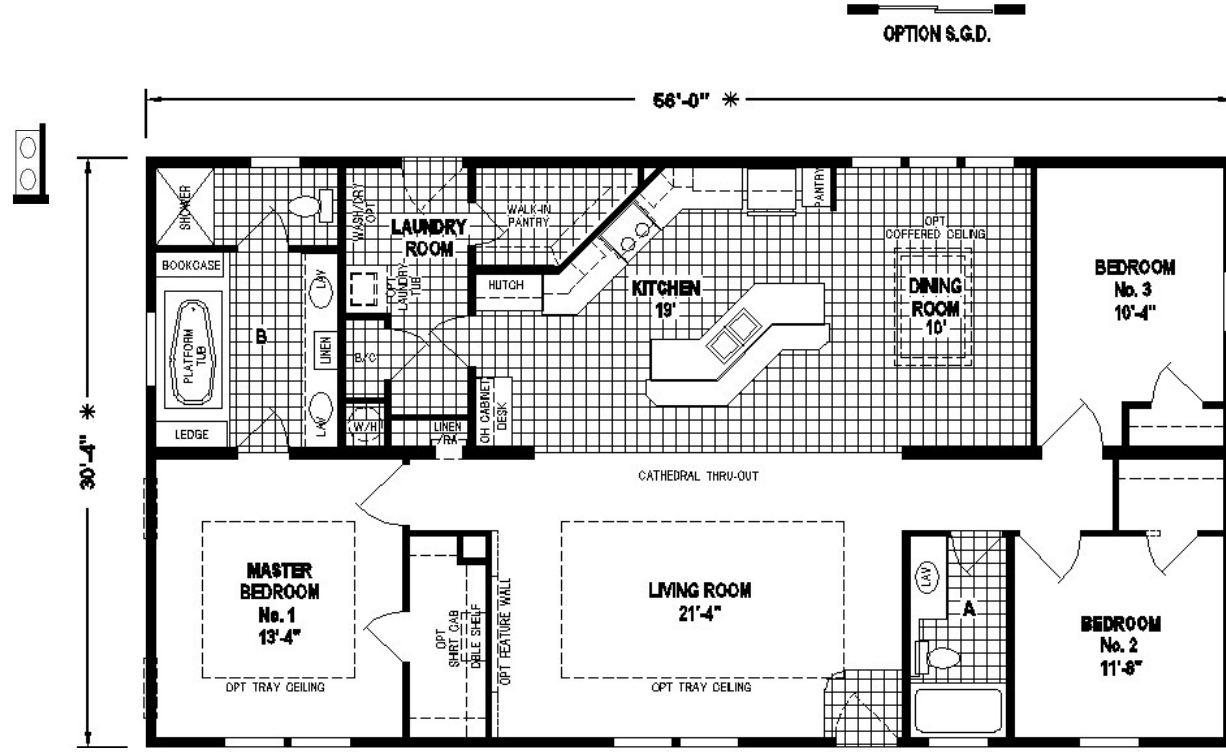 OPTION S.G.D.
56'-0" ✳
30'-4" ✳
SHOWER
WASH/DRY
OPT
LAUNDRY
ROOM
WALK-IN
PANTRY
PANTRY
OPT
COFFERED CEILING
BOOKCASE
LAV
OPT
LAUNDRY
TUB
HUTCH
KITCHEN
19'
DINING
ROOM
10'
BEDROOM
No. 3
10'-4"
PLATFORM
TUB
B
LINEN
B/C
LAV
LEDGE
W/H
LINEN
/RA
OH CABINET
DESK
CATHEDRAL THRU-OUT
MASTER
BEDROOM
No. 1
13'-4"
OPT TRAY CEILING
OPT
SHIRT CAB
DBLE SHELF
OPT FEATURE WALL
LIVING ROOM
21'-4"
OPT TRAY CEILING
LAV
A
BEDROOM
No. 2
11'-8"